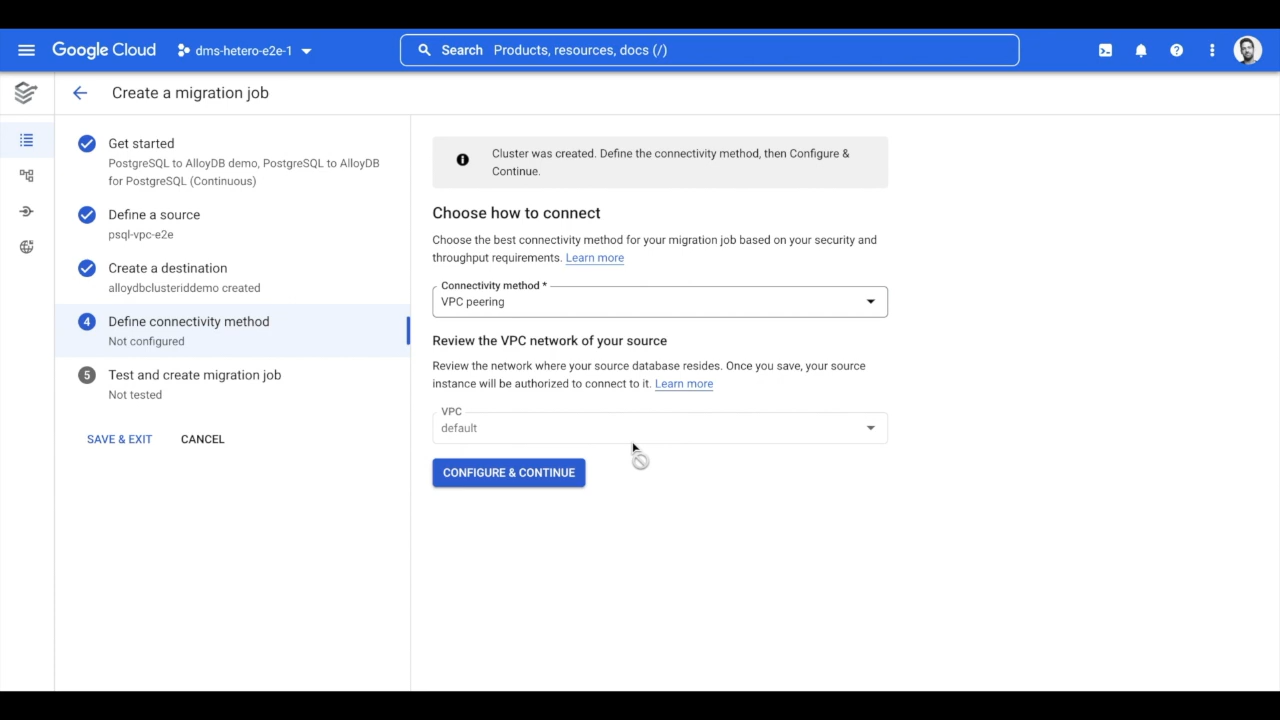 Google Cloud
dms-hetero-e2e-1
Search Products, resources, docs (/)
Create a migration job
Get started
PostgreSQL to AlloyDB demo, PostgreSQL to AlloyDB
for PostgreSQL (Continuous)
Define a source
psql-vpc-e2e
Create a destination
alloydbclusteriddemo created
4 Define connectivity method
Not configured
5 Test and create migration job
Not tested
SAVE & EXIT CANCEL
Cluster was created. Define the connectivity method, then Configure &
Continue.
Choose how to connect
Choose the best connectivity method for your migration job based on your security and
throughput requirements. Learn more
Connectivity method *
VPC peering
Review the VPC network of your source
Review the network where your source database resides. Once you save, your source
instance will be authorized to connect to it. Learn more
VPC
default
CONFIGURE & CONTINUE